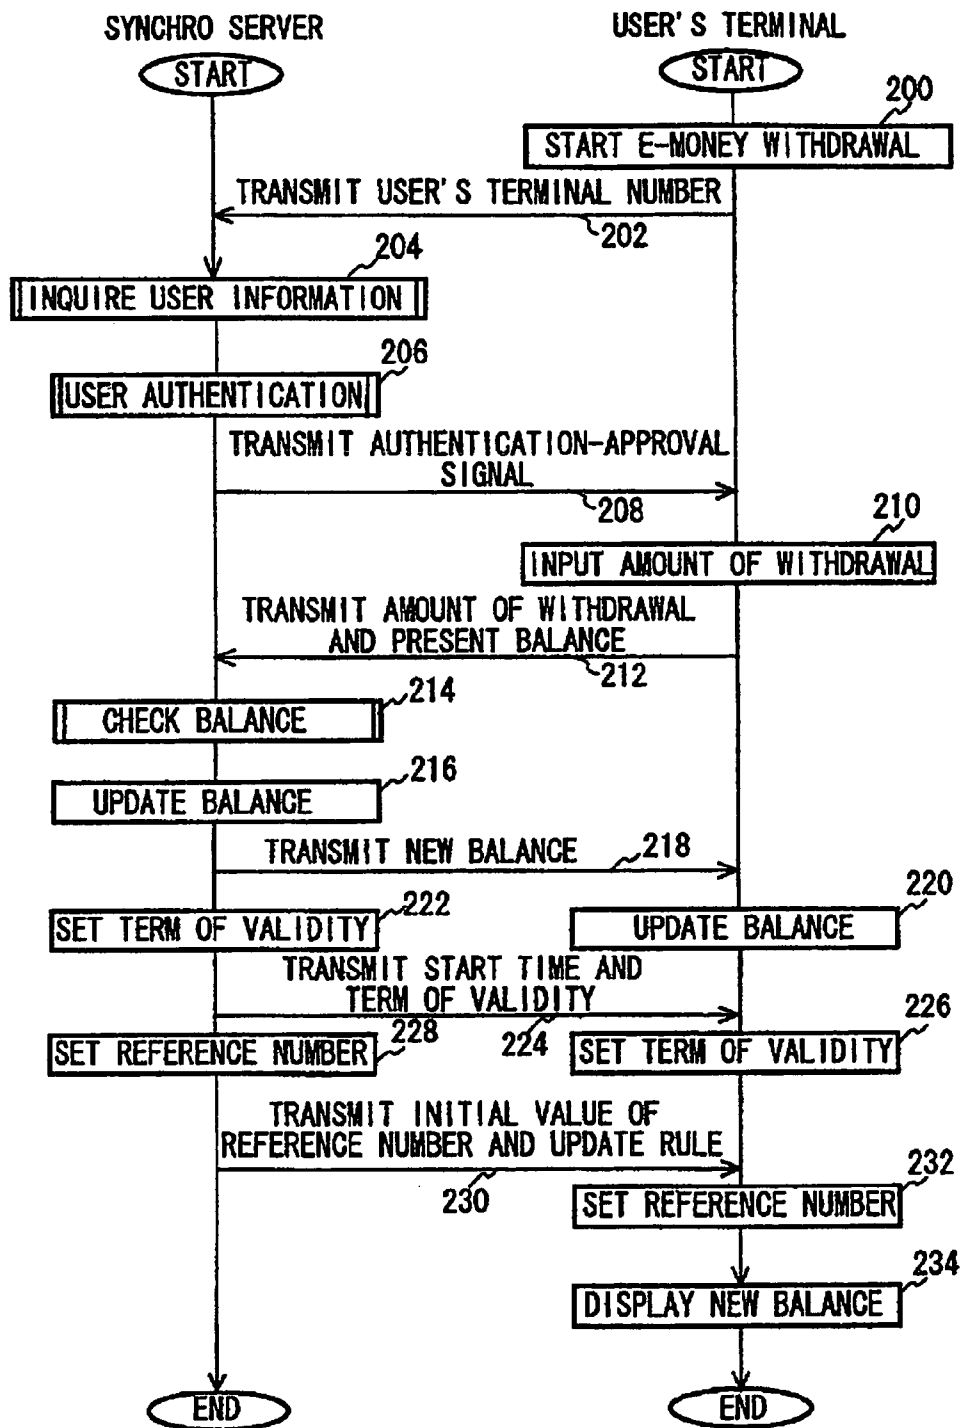 SYNCHRO SERVER
USER'S TERMINAL
START
START
200
START E-MONEY WITHDRAWAL
TRANSMIT USER'S TERMINAL NUMBER
202
204
INQUIRE USER INFORMATION
206
USER AUTHENTICATION
TRANSMIT AUTHENTICATION-APPROVAL
SIGNAL
208
210
INPUT AMOUNT OF WITHDRAWAL
TRANSMIT AMOUNT OF WITHDRAWAL
AND PRESENT BALANCE
212
214
CHECK BALANCE
216
UPDATE BALANCE
TRANSMIT NEW BALANCE
218
220
222
SET TERM OF VALIDITY
UPDATE BALANCE
TRANSMIT START TIME AND
TERM OF VALIDITY
224
226
228
SET REFERENCE NUMBER
SET TERM OF VALIDITY
TRANSMIT INITIAL VALUE OF
REFERENCE NUMBER AND UPDATE RULE
230
232
SET REFERENCE NUMBER
234
DISPLAY NEW BALANCE
END
END